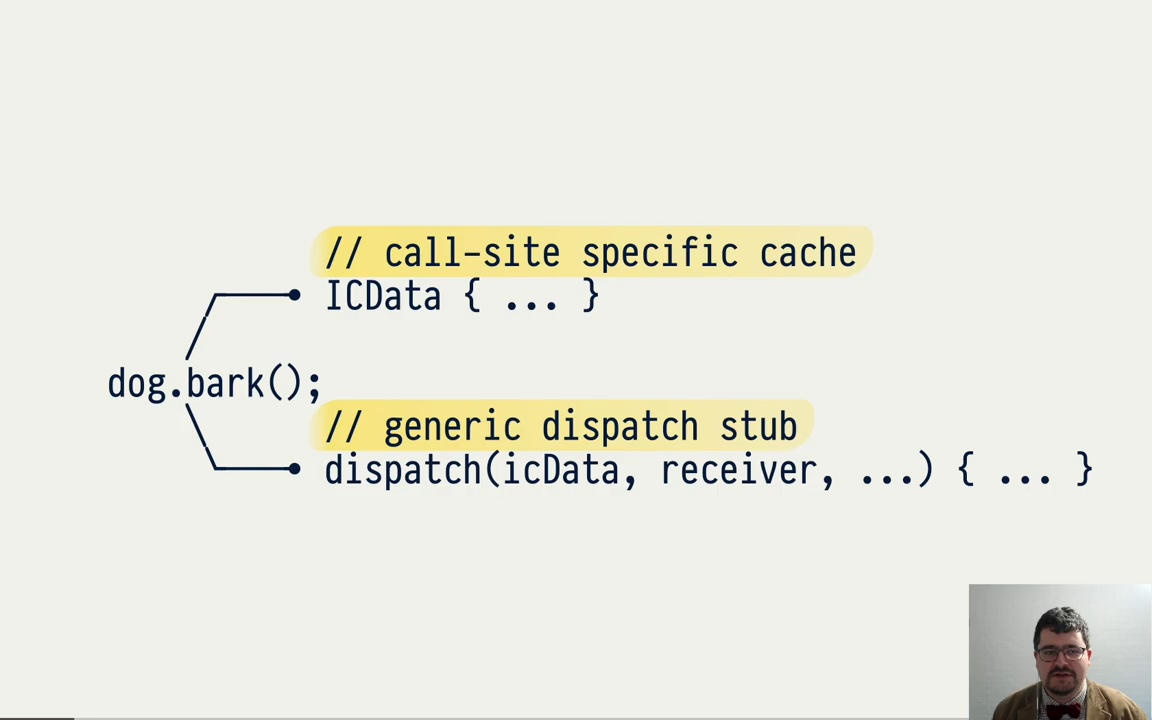 // call-site specific cache
ICData { ... }
dog.bark();
// generic dispatch stub
dispatch(icData, receiver, ...) { ... }